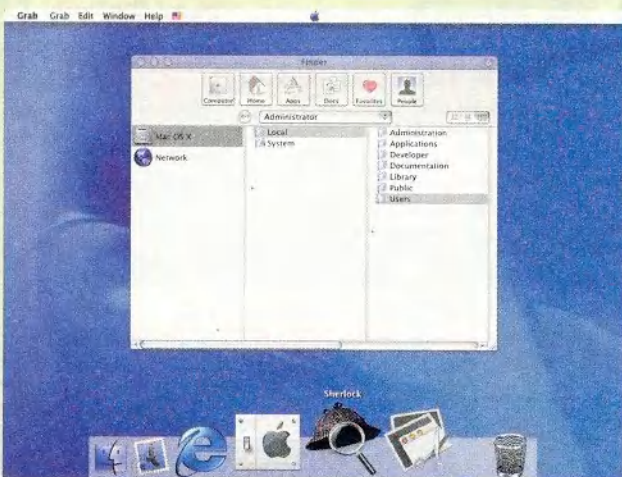 Grab Grab Edit Window Help
Finder
Computer Home Apps Docs Favorites People
Administrator
Mac OS X
Network
Local
System
Administration
Applications
Developer
Documentation
Library
Public
Users
Sherlock